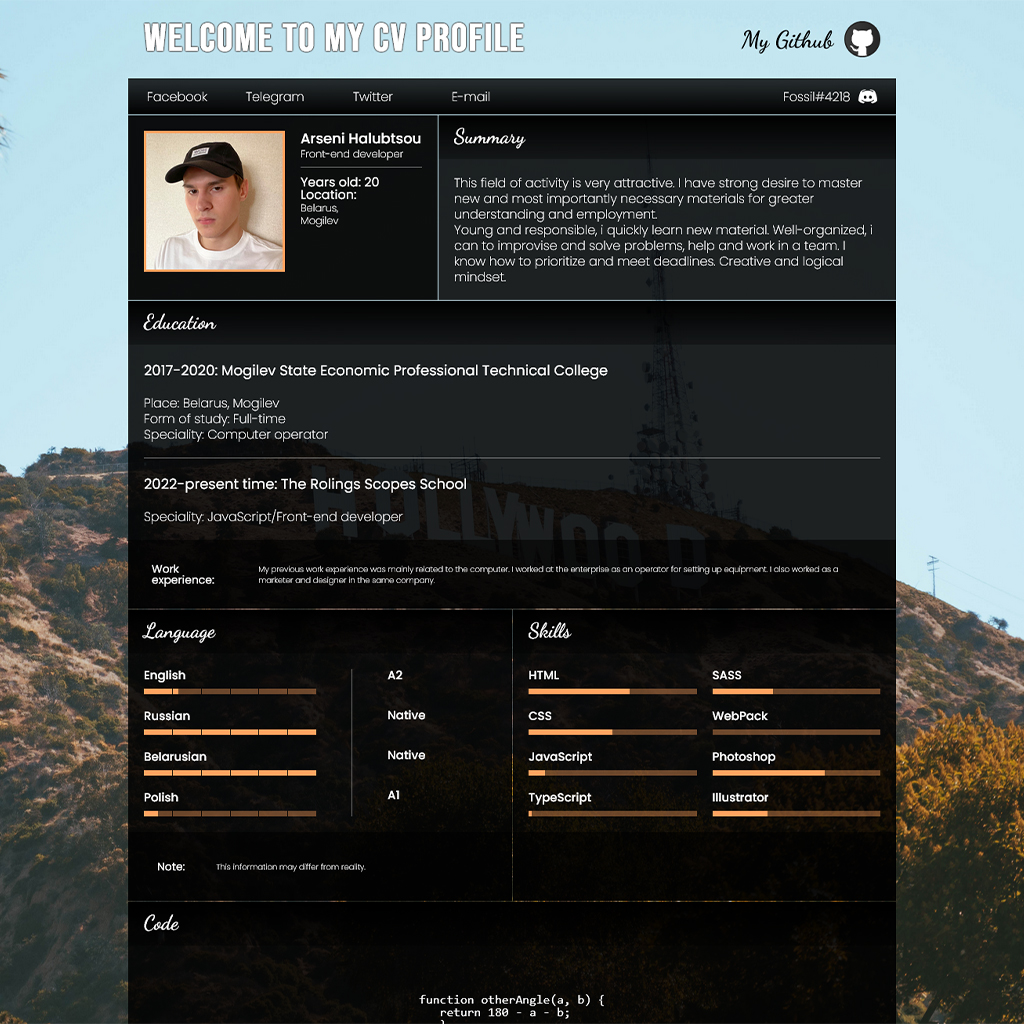 WELCOME TO MY CV PROFILE
My Github
Facebook Telegram Twitter E-mail Fossil#4218
Arseni Halubtsou
Front-end developer
Years old: 20
Location:
Belarus,
Mogilev
Summary
This field of activity is very attractive. I have strong desire to master
new and most importantly necessary materials for greater
understanding and employment.
Young and responsible, i quickly learn new material. Well-organized, i
can to improvise and solve problems, help and work in a team. I
know how to prioritize and meet deadlines. Creative and logical
mindset.
Education
2017-2020: Mogilev State Economic Professional Technical College
Place: Belarus, Mogilev
Form of study: Full-time
Speciality: Computer operator
2022-present time: The Rolings Scopes School
Speciality: JavaScript/Front-end developer
HOLLYWOOD
Work
experience:
My previous work experience was mainly related to the computer. I worked at the enterprise as an operator for setting up equipment. I also worked as a
marketer and designer in the same company.
Language
English A2
Russian Native
Belarusian Native
Polish A1
Note: This information may differ from reality.
Skills
HTML SASS
CSS WebPack
JavaScript Photoshop
TypeScript Illustrator
Code
function otherAngle(a, b) {
return 180 - a - b;
}